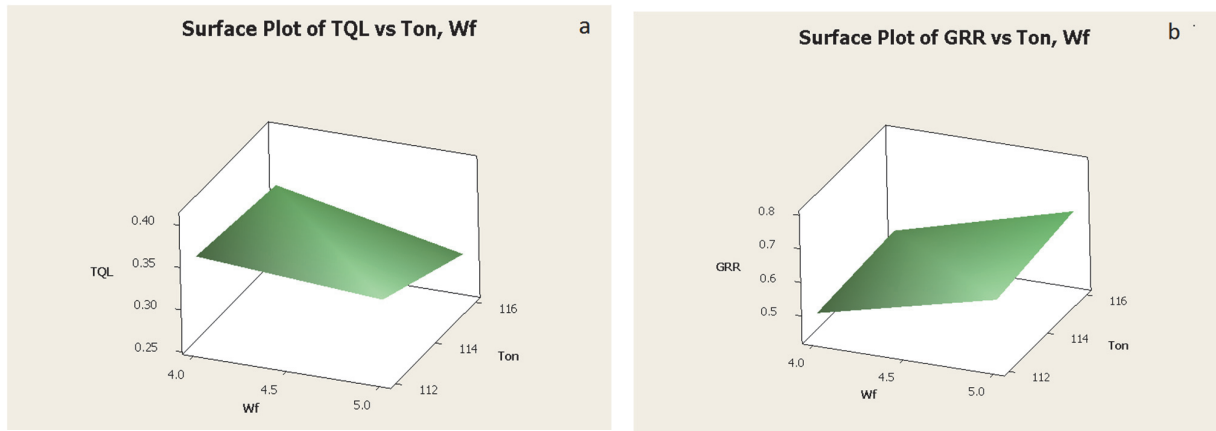 Surface Plot of TQL vs Ton, Wf
a
0.40
0.35
TQL
0.30
0.25
116
114
Ton
112
4.0
4.5
5.0
Wf
Surface Plot of GRR vs Ton, Wf
b
0.8
0.7
GRR
0.6
0.5
116
114
Ton
112
4.0
4.5
5.0
Wf